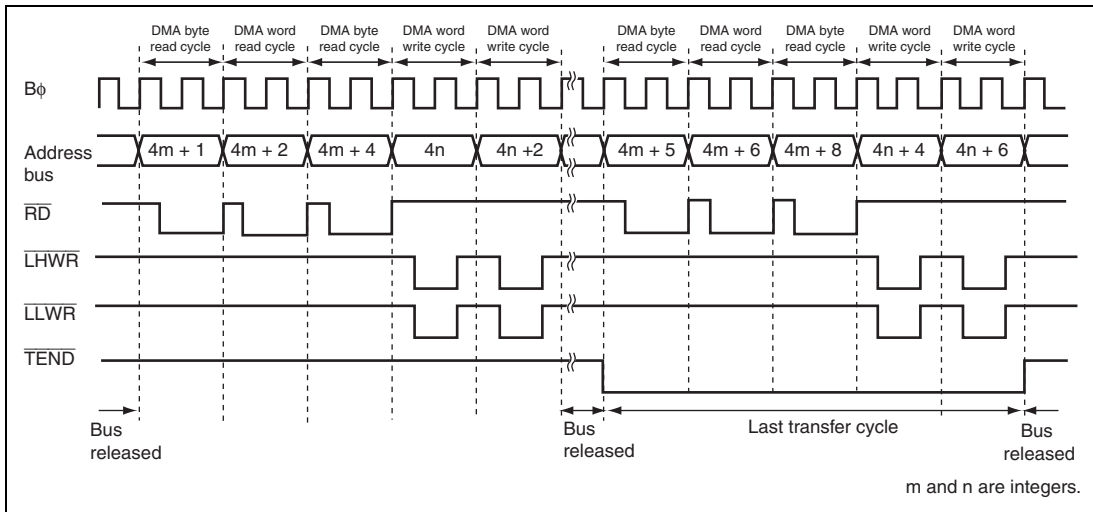 DMA byte read cycle
DMA word read cycle
DMA byte read cycle
DMA word write cycle
DMA word write cycle
DMA byte read cycle
DMA word read cycle
DMA byte read cycle
DMA word write cycle
DMA word write cycle
Bϕ
Address bus
4m + 1
4m + 2
4m + 4
4n
4n +2
4m + 5
4m + 6
4m + 8
4n + 4
4n + 6
RD
LHWR
LLWR
TEND
Bus released
Bus released
Last transfer cycle
Bus released
m and n are integers.